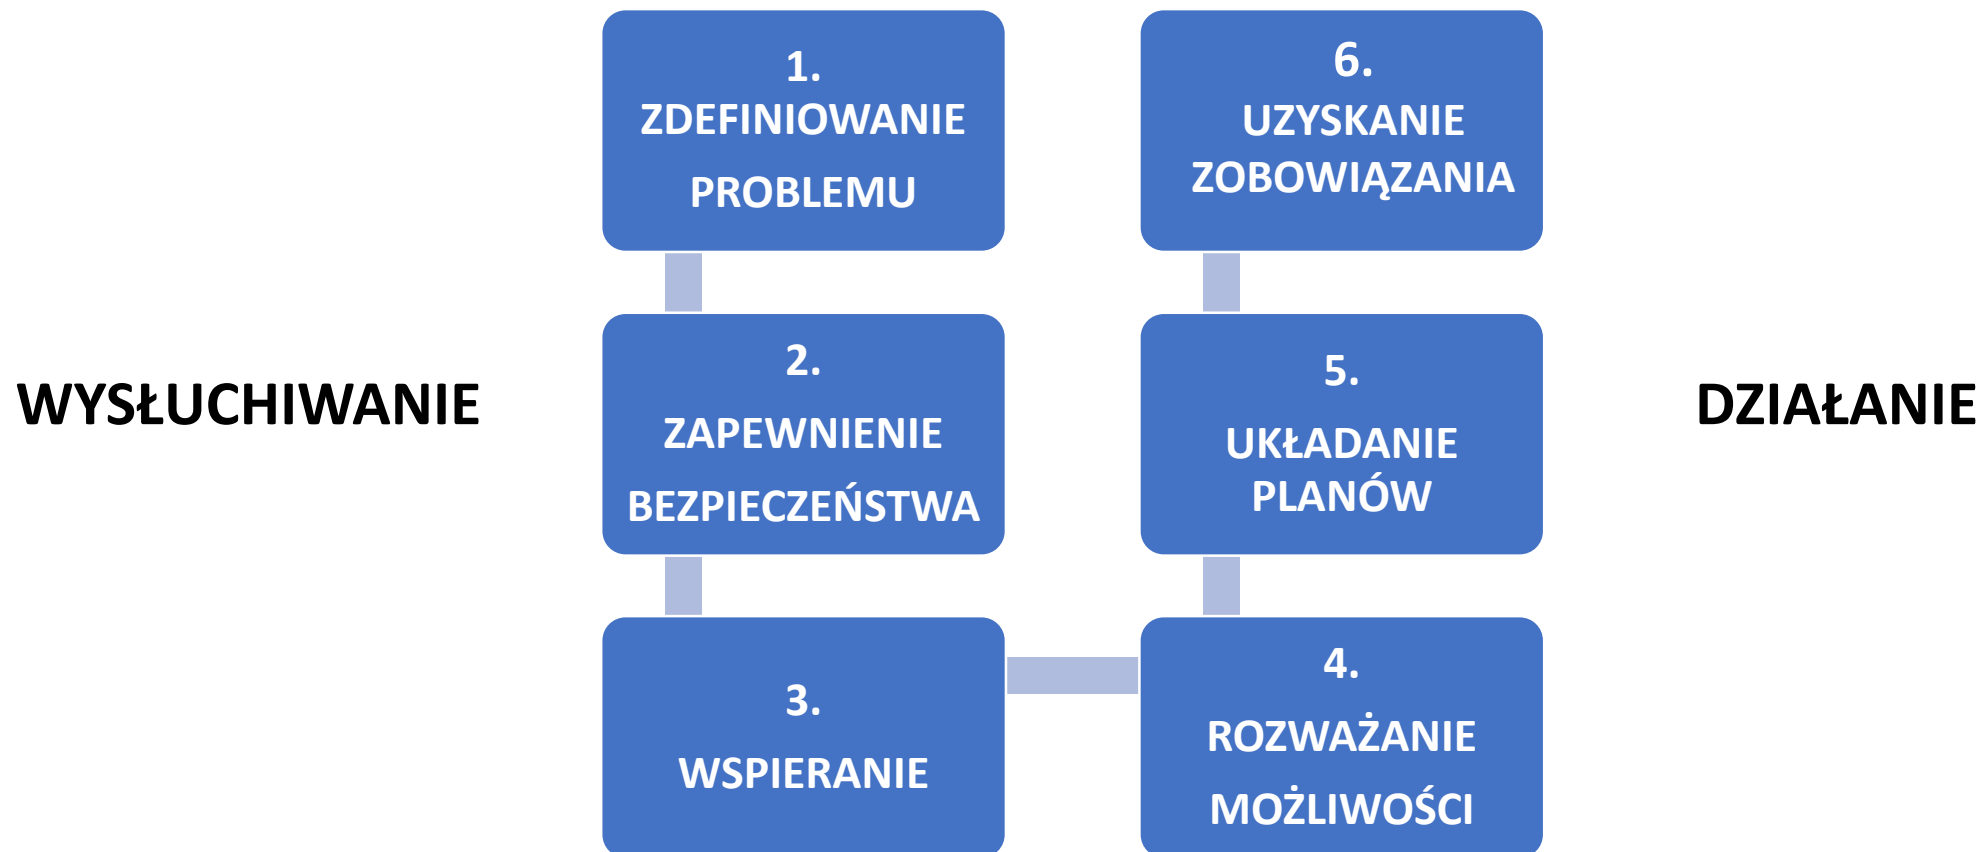 WYSŁUCHIWANIE
1.
ZDEFINIOWANIE
PROBLEMU
2.
ZAPEWNIENIE
BEZPIECZEŃSTWA
3.
WSPIERANIE
4.
ROZWAŻANIE
MOŻLIWOŚCI
5.
UKŁADANIE
PLANÓW
6.
UZYSKANIE
ZOBOWIĄZANIA
DZIAŁANIE